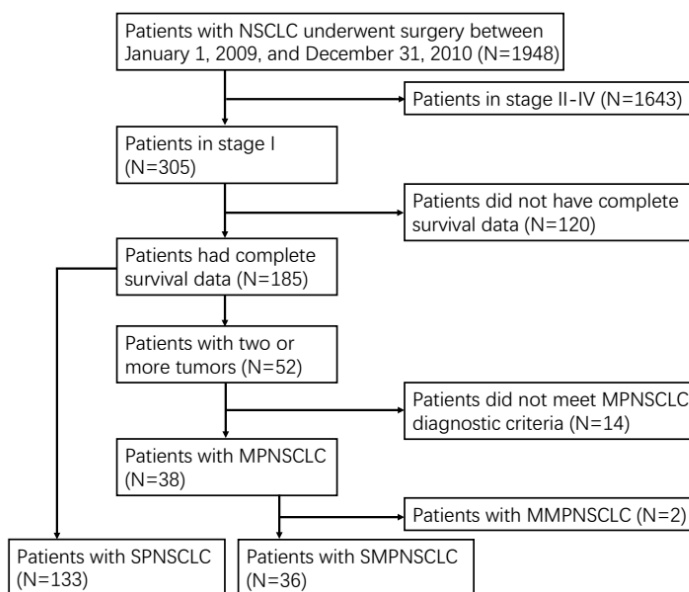 Patients with NSCLC underwent surgery between
January 1, 2009, and December 31, 2010 (N=1948)
Patients in stage II-IV (N=1643)
Patients in stage I
(N=305)
Patients did not have complete
survival data (N=120)
Patients had complete
survival data (N=185)
Patients with two or
more tumors (N=52)
Patients did not meet MPNSCLC
diagnostic criteria (N=14)
Patients with MPNSCLC
(N=38)
Patients with MMPNSCLC (N=2)
Patients with SPNSCLC
(N=133)
Patients with SMPNSCLC
(N=36)